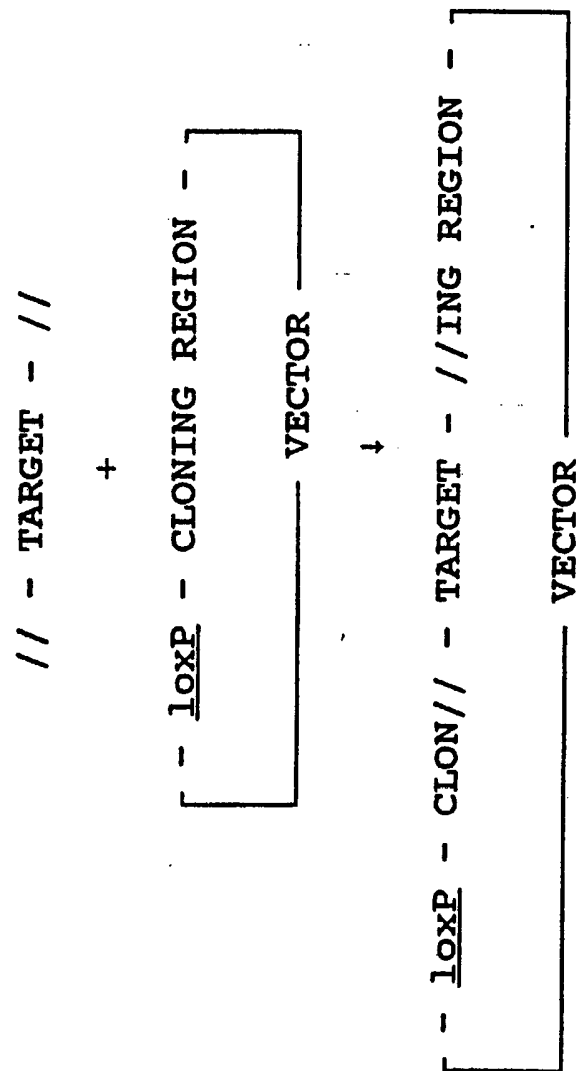 // - TARGET - //
+
- loxP - CLONING REGION -
VECTOR
↓
- loxP - CLON// - TARGET - //ING REGION -
VECTOR